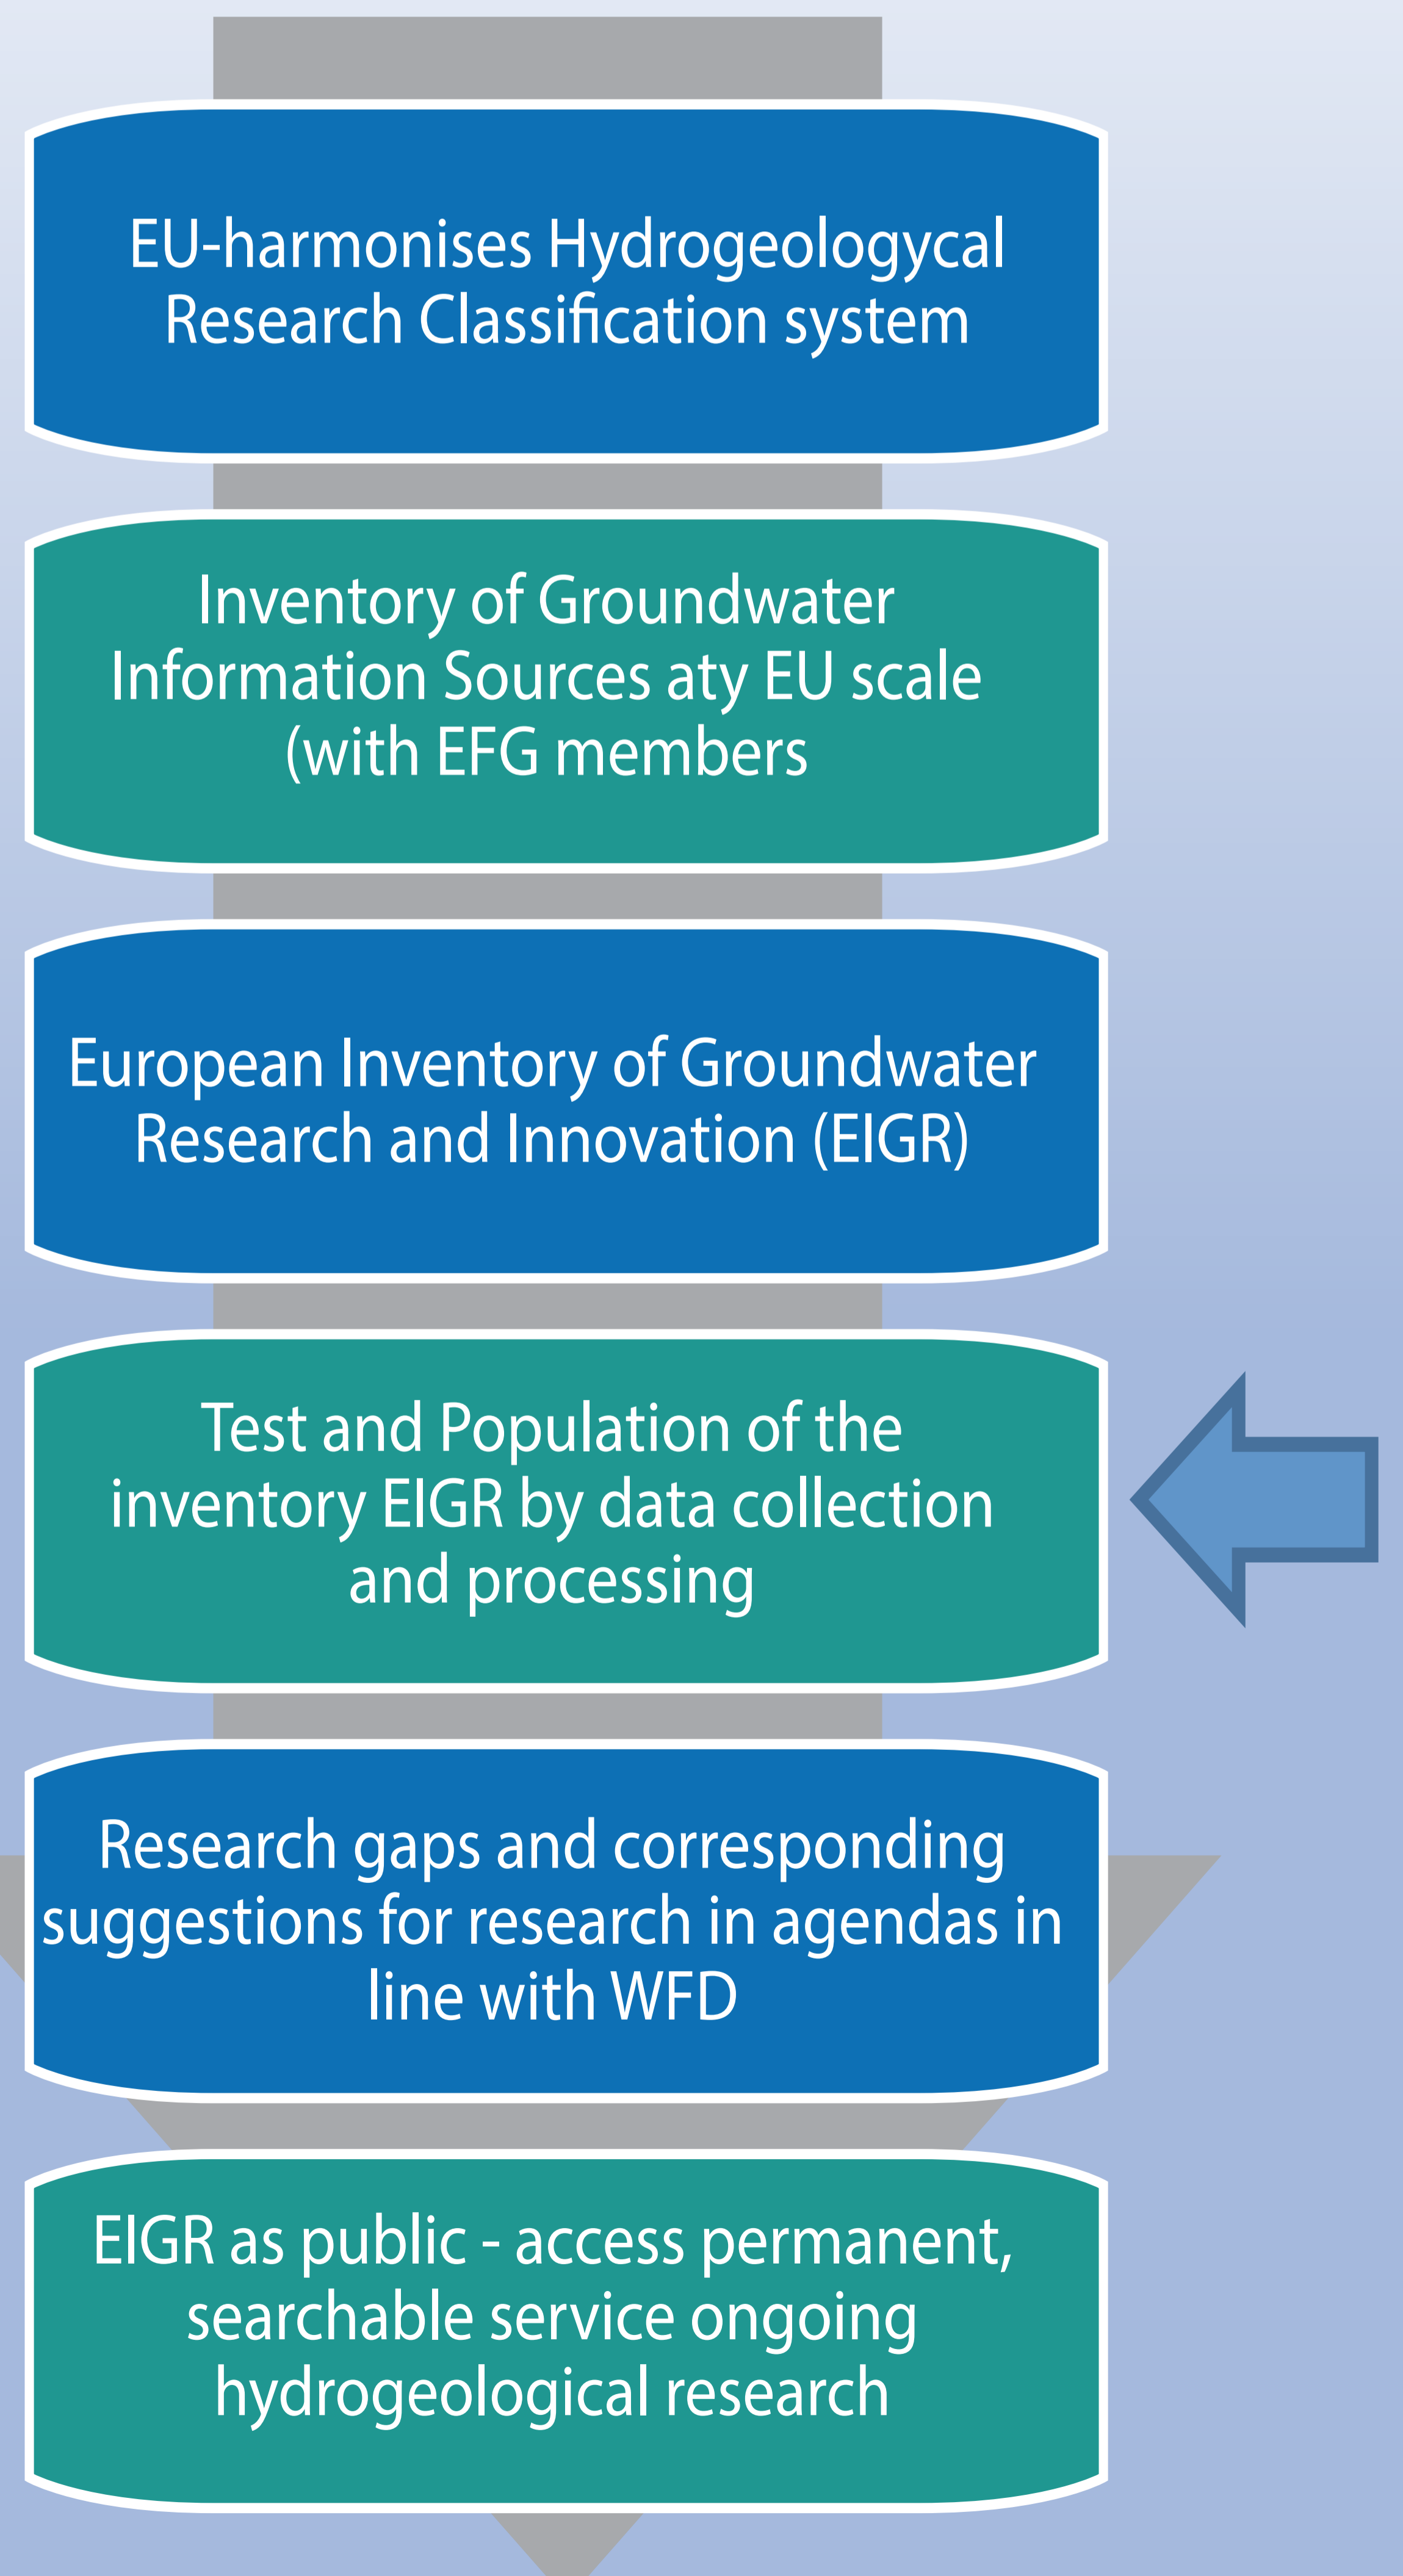 EU-harmonises Hydrogeologycal
Research Classification system
Inventory of Groundwater
Information Sources aty EU scale
(with EFG members
European Inventory of Groundwater
Research and Innovation (EIGR)
Test and Population of the
inventory EIGR by data collection
and processing
Research gaps and corresponding
suggestions for research in agendas in
line with WFD
EIGR as public - access permanent,
searchable service ongoing
hydrogeological research